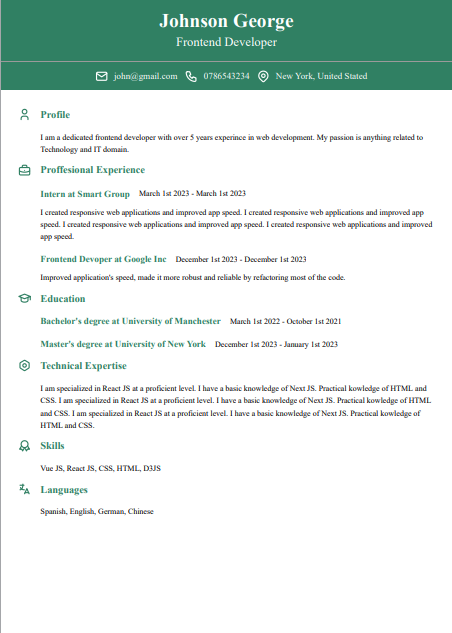 Johnson George
Frontend Developer
john@gmail.com 0786543234 New York, United Stated
Profile
I am a dedicated frontend developer with over 5 years experince in web development. My passion is anything related to
Technology and IT domain.
Proffesional Experience
Intern at Smart Group March 1st 2023 - March 1st 2023
I created responsive web applications and improved app speed. I created responsive web applications and improved app
speed. I created responsive web applications and improved app speed. I created responsive web applications and improved
app speed.
Frontend Devoper at Google Inc December 1st 2023 - December 1st 2023
Improved application's speed, made it more robust and reliable by refactoring most of the code.
Education
Bachelor's degree at University of Manchester March 1st 2022 - October 1st 2021
Master's degree at University of New York December 1st 2023 - January 1st 2023
Technical Expertise
I am specialized in React JS at a proficient level. I have a basic knowledge of Next JS. Practical kowledge of HTML and
CSS. I am specialized in React JS at a proficient level. I have a basic knowledge of Next JS. Practical kowledge of HTML
and CSS. I am specialized in React JS at a proficient level. I have a basic knowledge of Next JS. Practical kowledge of
HTML and CSS.
Skills
Vue JS, React JS, CSS, HTML, D3JS
Languages
Spanish, English, German, Chinese